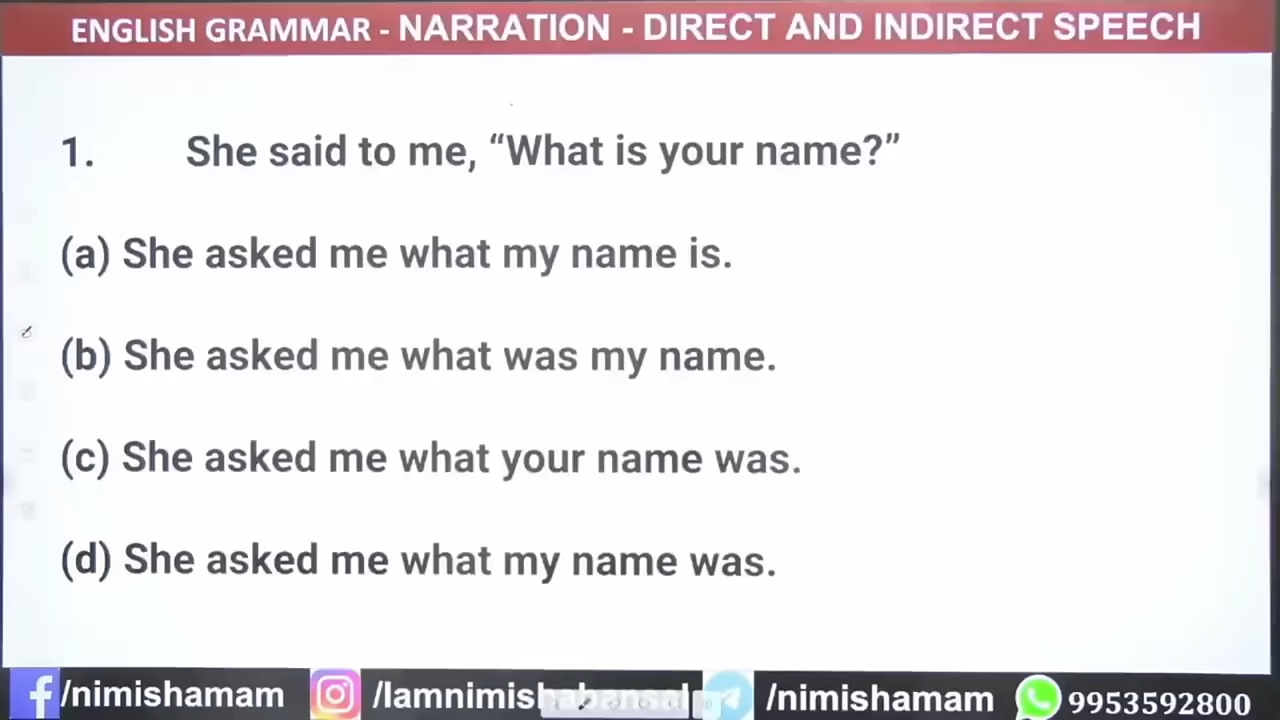 ENGLISH GRAMMAR - NARRATION - DIRECT AND INDIRECT SPEECH
1. She said to me, “What is your name?”
(a) She asked me what my name is.
(b) She asked me what was my name.
(c) She asked me what your name was.
(d) She asked me what my name was.
/nimishamam /Iamnimishabansal /nimishamam 9953592800